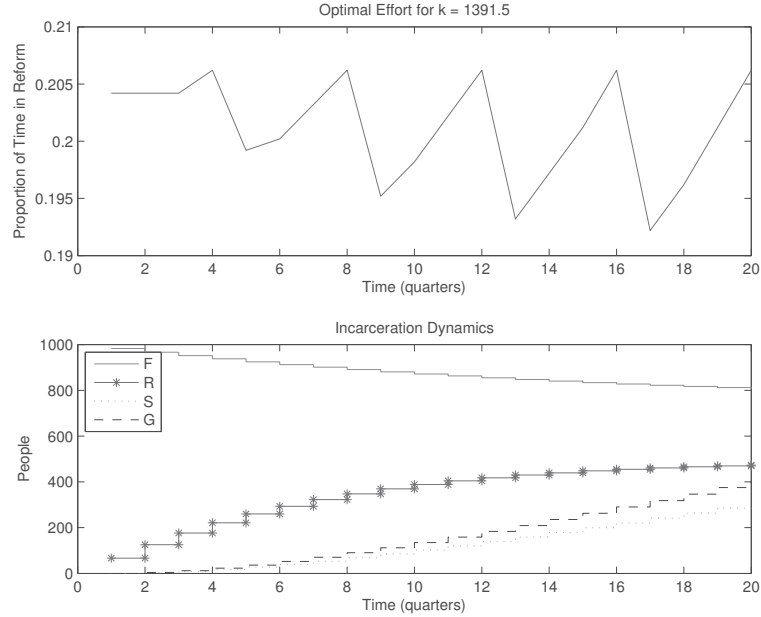 Optimal Effort for k = 1391.5
0.21
0.205
0.2
0.195
0.19
Proportion of Time in Reform
0 2 4 6 8 10 12 14 16 18 20
Time (quarters)
Incarceration Dynamics
1000
800
600
400
200
0
People
F
R
S
G
0 2 4 6 8 10 12 14 16 18 20
Time (quarters)